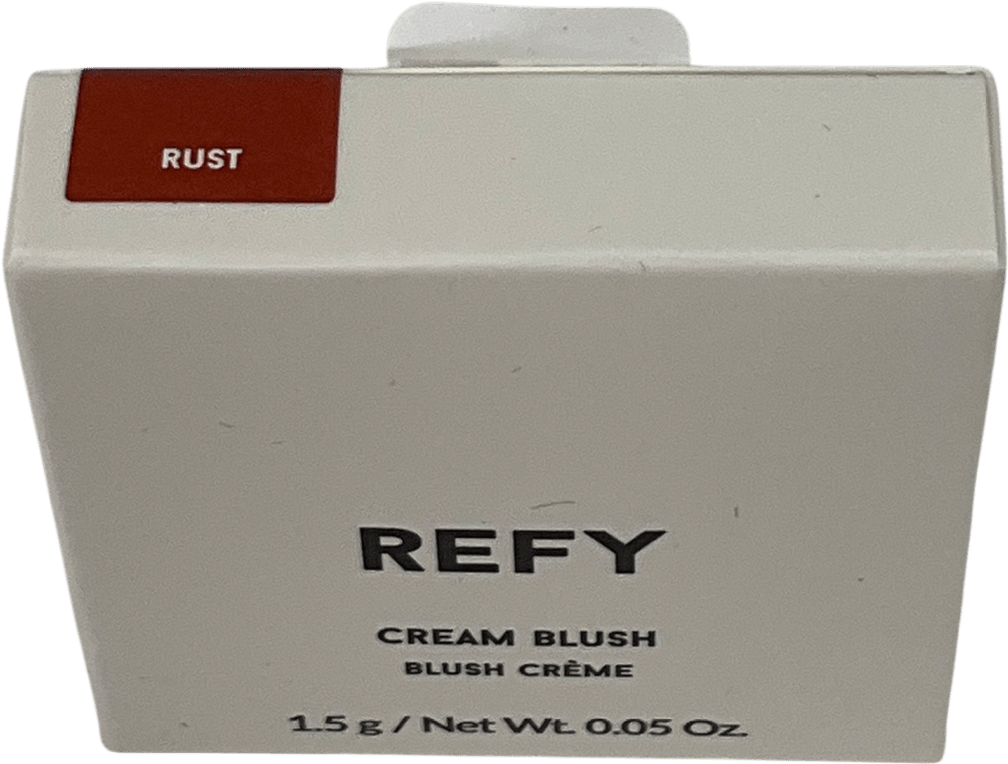 RUST
REFY
CREAM BLUSH
BLUSH CRÈME
1.5 g / Net Wt. 0.05 Oz.